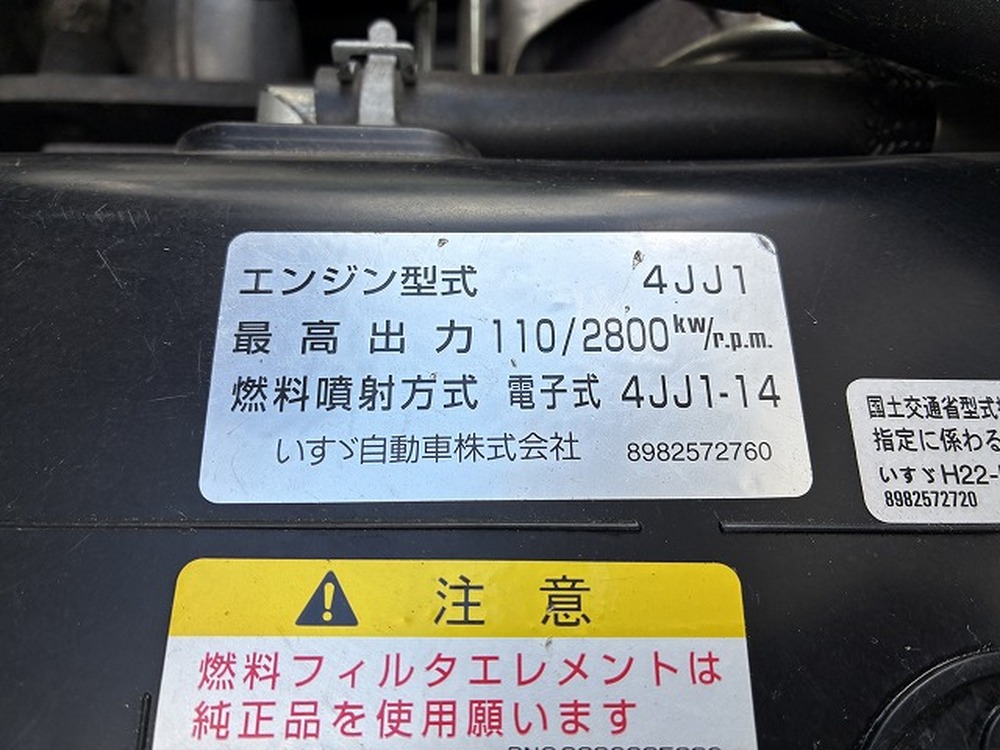 エンジン型式 4JJ1
最高出力 110/2800kw/r.p.m.
燃料噴射方式 電子式 4JJ1-14
いすゞ自動車株式会社 8982572760
国土交通省型式
指定に係わる
いすゞH22-
8982572720
注意
燃料フィルタエレメントは
純正品を使用願います